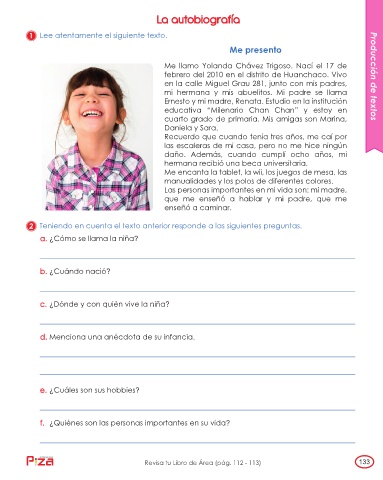 La autobiografía
1 Lee atentamente el siguiente texto.
Me presento
Me llamo Yolanda Chávez Trigoso. Nací el 17 de
febrero del 2010 en el distrito de Huanchaco. Vivo
en la calle Miguel Grau 281, junto con mis padres,
mi hermana y mis abuelitos. Mi padre se llama
Ernesto y mi madre, Renata. Estudio en la institución
educativa “Milenario Chan Chan” y estoy en
cuarto grado de primaria. Mis amigas son Marina,
Daniela y Sara.
Recuerdo que cuando tenía tres años, me caí por
las escaleras de mi casa, pero no me hice ningún
daño. Además, cuando cumplí ocho años, mi
hermana recibió una beca universitaria.
Me encanta la tablet, la wii, los juegos de mesa, las
manualidades y los polos de diferentes colores.
Las personas importantes en mi vida son: mi madre,
que me enseñó a hablar y mi padre, que me
enseñó a caminar.
Producción de textos
2 Teniendo en cuenta el texto anterior responde a las siguientes preguntas.
a. ¿Cómo se llama la niña?
b. ¿Cuándo nació?
c. ¿Dónde y con quién vive la niña?
d. Menciona una anécdota de su infancia.
e. ¿Cuáles son sus hobbies?
f. ¿Quiénes son las personas importantes en su vida?
Revisa tu Libro de Área (pág. 112 - 113)
133